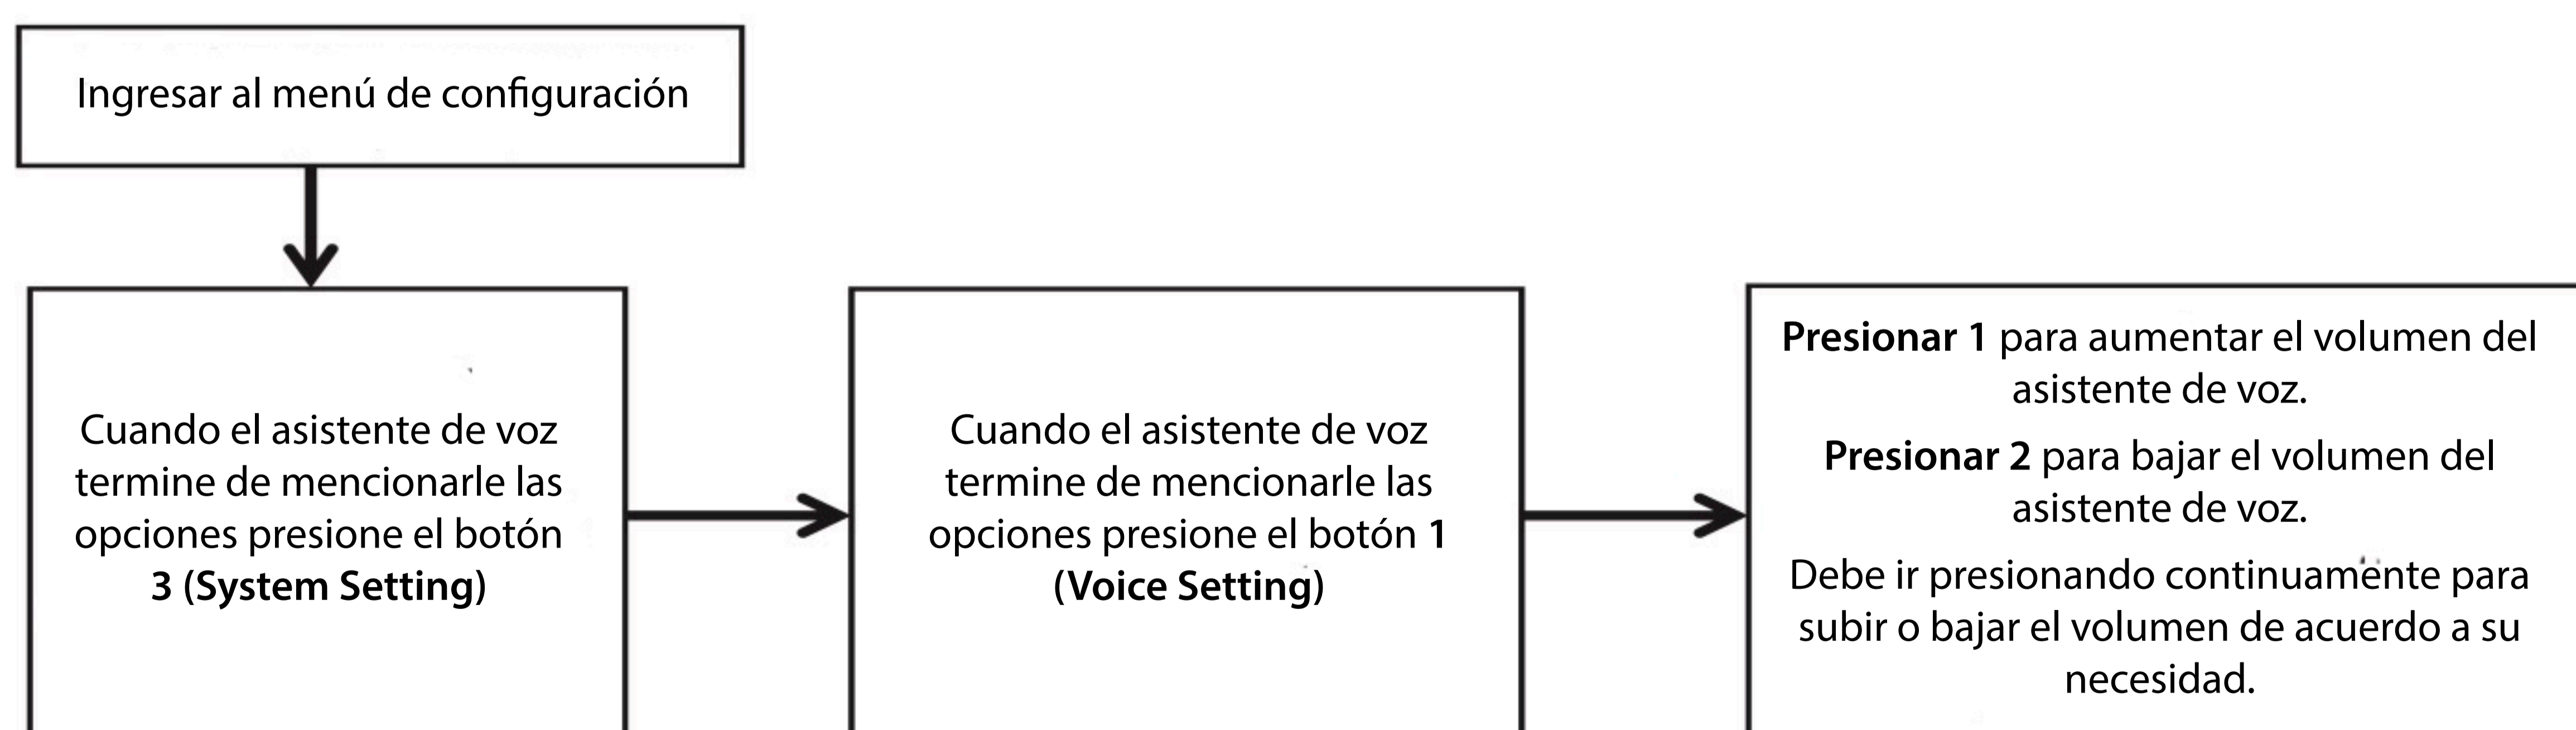 Ingresar al menú de configuración
Cuando el asistente de voz
termine de mencionarle las
opciones presione el botón
3 (System Setting)
Cuando el asistente de voz
termine de mencionarle las
opciones presione el botón 1
(Voice Setting)
Presionar 1 para aumentar el volumen del
asistente de voz.
Presionar 2 para bajar el volumen del
asistente de voz.
Debe ir presionando continuamente para
subir o bajar el volumen de acuerdo a su
necesidad.